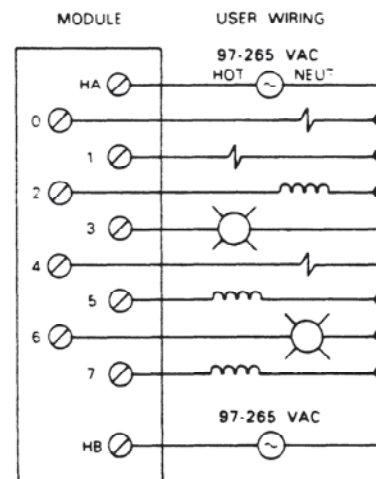 MODULE USER WIRING
97-265 VAC
HOT NEUT
HA
0
1
2
3
4
5
6
7
97-265 VAC
HB